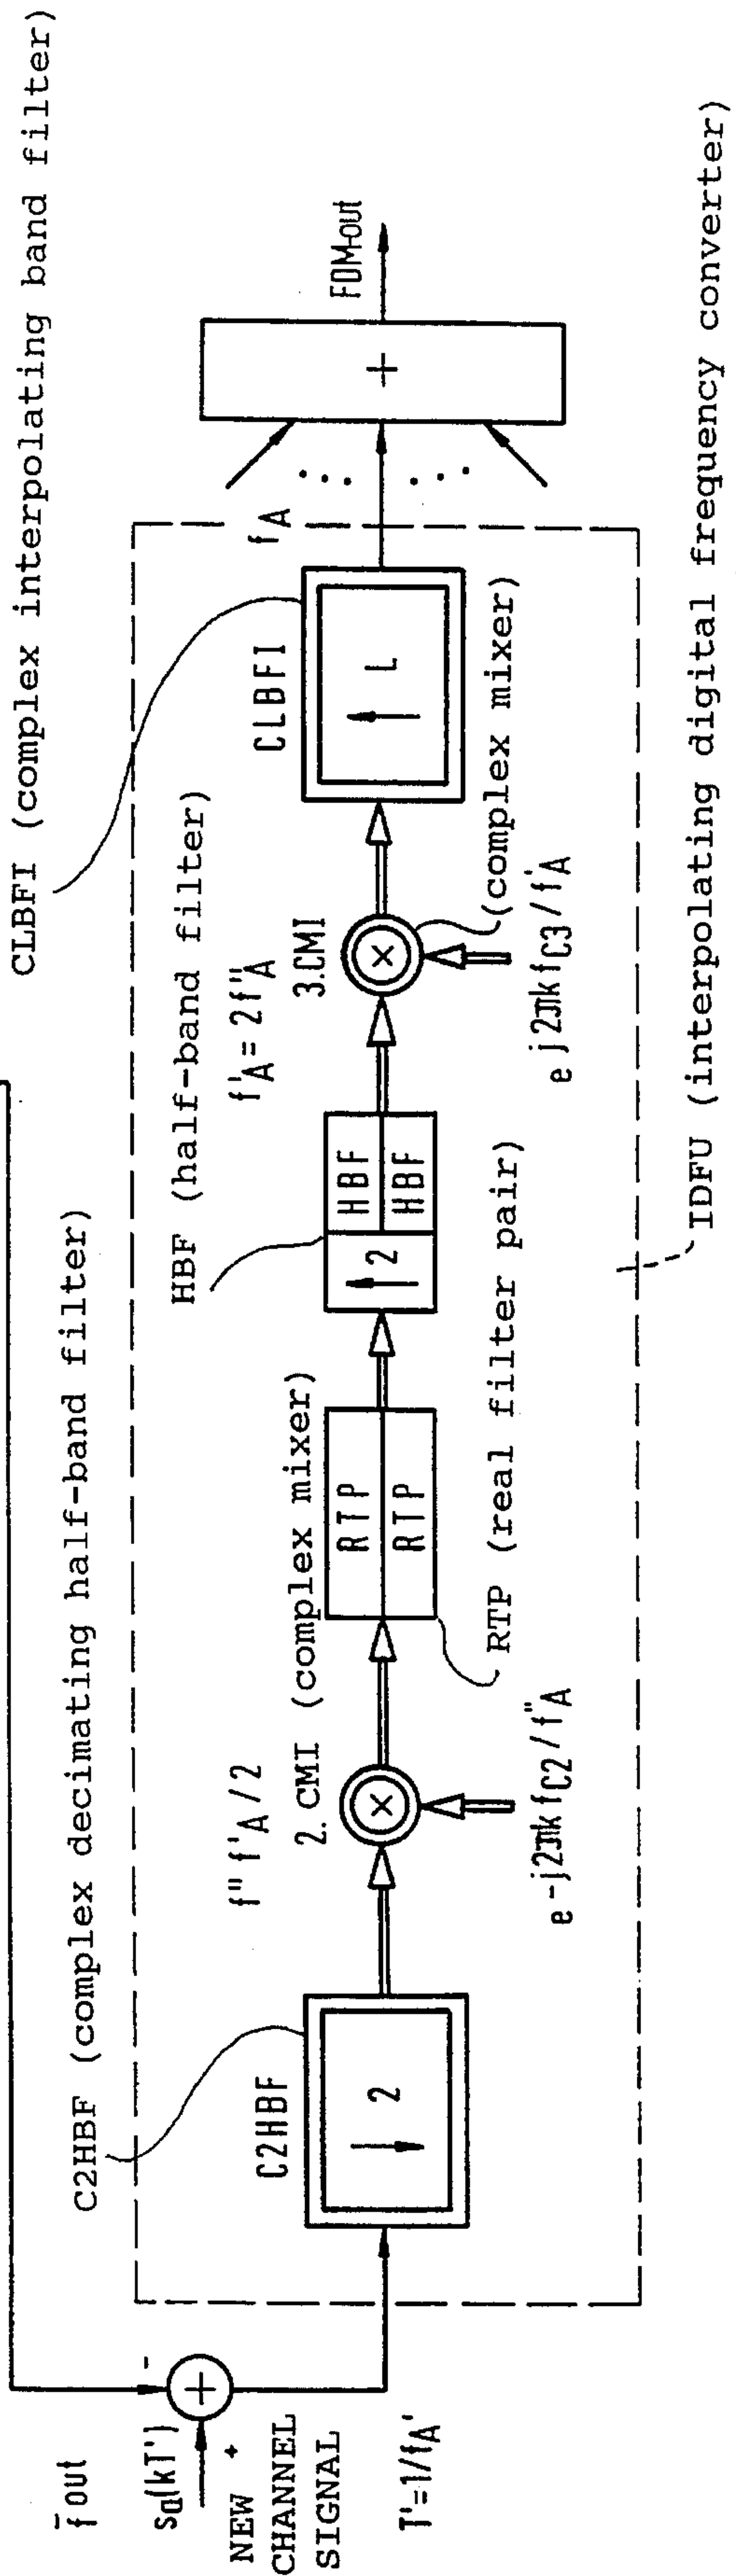 CLBFI (complex interpolating band filter)
C2HBF (complex decimating half-band filter)
HBF (half-band filter)
f̄ out
sa(kT')
-
+
NEW +
CHANNEL
SIGNAL
T'=1/fA'
C2HBF
↓ 2
f" f'A/2
2. CMI (complex mixer)
×
e -j2πk fC2/f"A
RTP
RTP
RTP (real filter pair)
↑ 2
HBF
HBF
f'A = 2f"A
3.CMI
×
(complex mixer)
e j2πk fC3/f'A
CLBFI
↑ L
fA
+
FDM-out
IDFU (interpolating digital frequency converter)